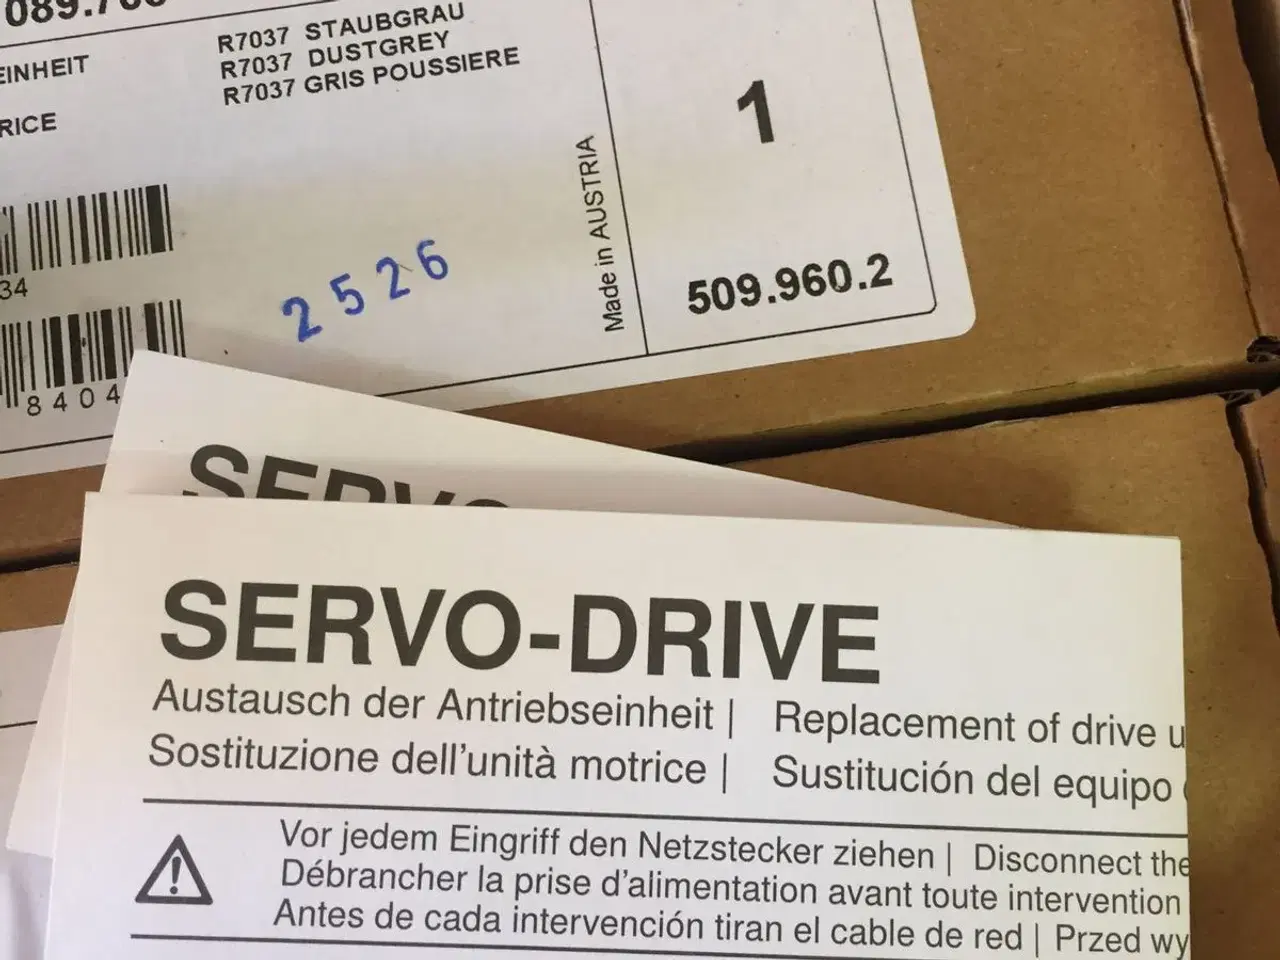 R7037 STAUBGRAU
EINHEIT
R7037 DUSTGREY
R7037 GRIS POUSSIERE
RICE
1
Made in AUSTRIA
34
2526
509.960.2
8404
SERVO-DRIVE
Austausch der Antriebseinheit | Replacement of drive u
Sostituzione dell'unità motrice | Sustitución del equipo
Vor jedem Eingriff den Netzstecker ziehen | Disconnect the
Débrancher la prise d'alimentation avant toute intervention
Antes de cada intervención tiran el cable de red | Przed wy